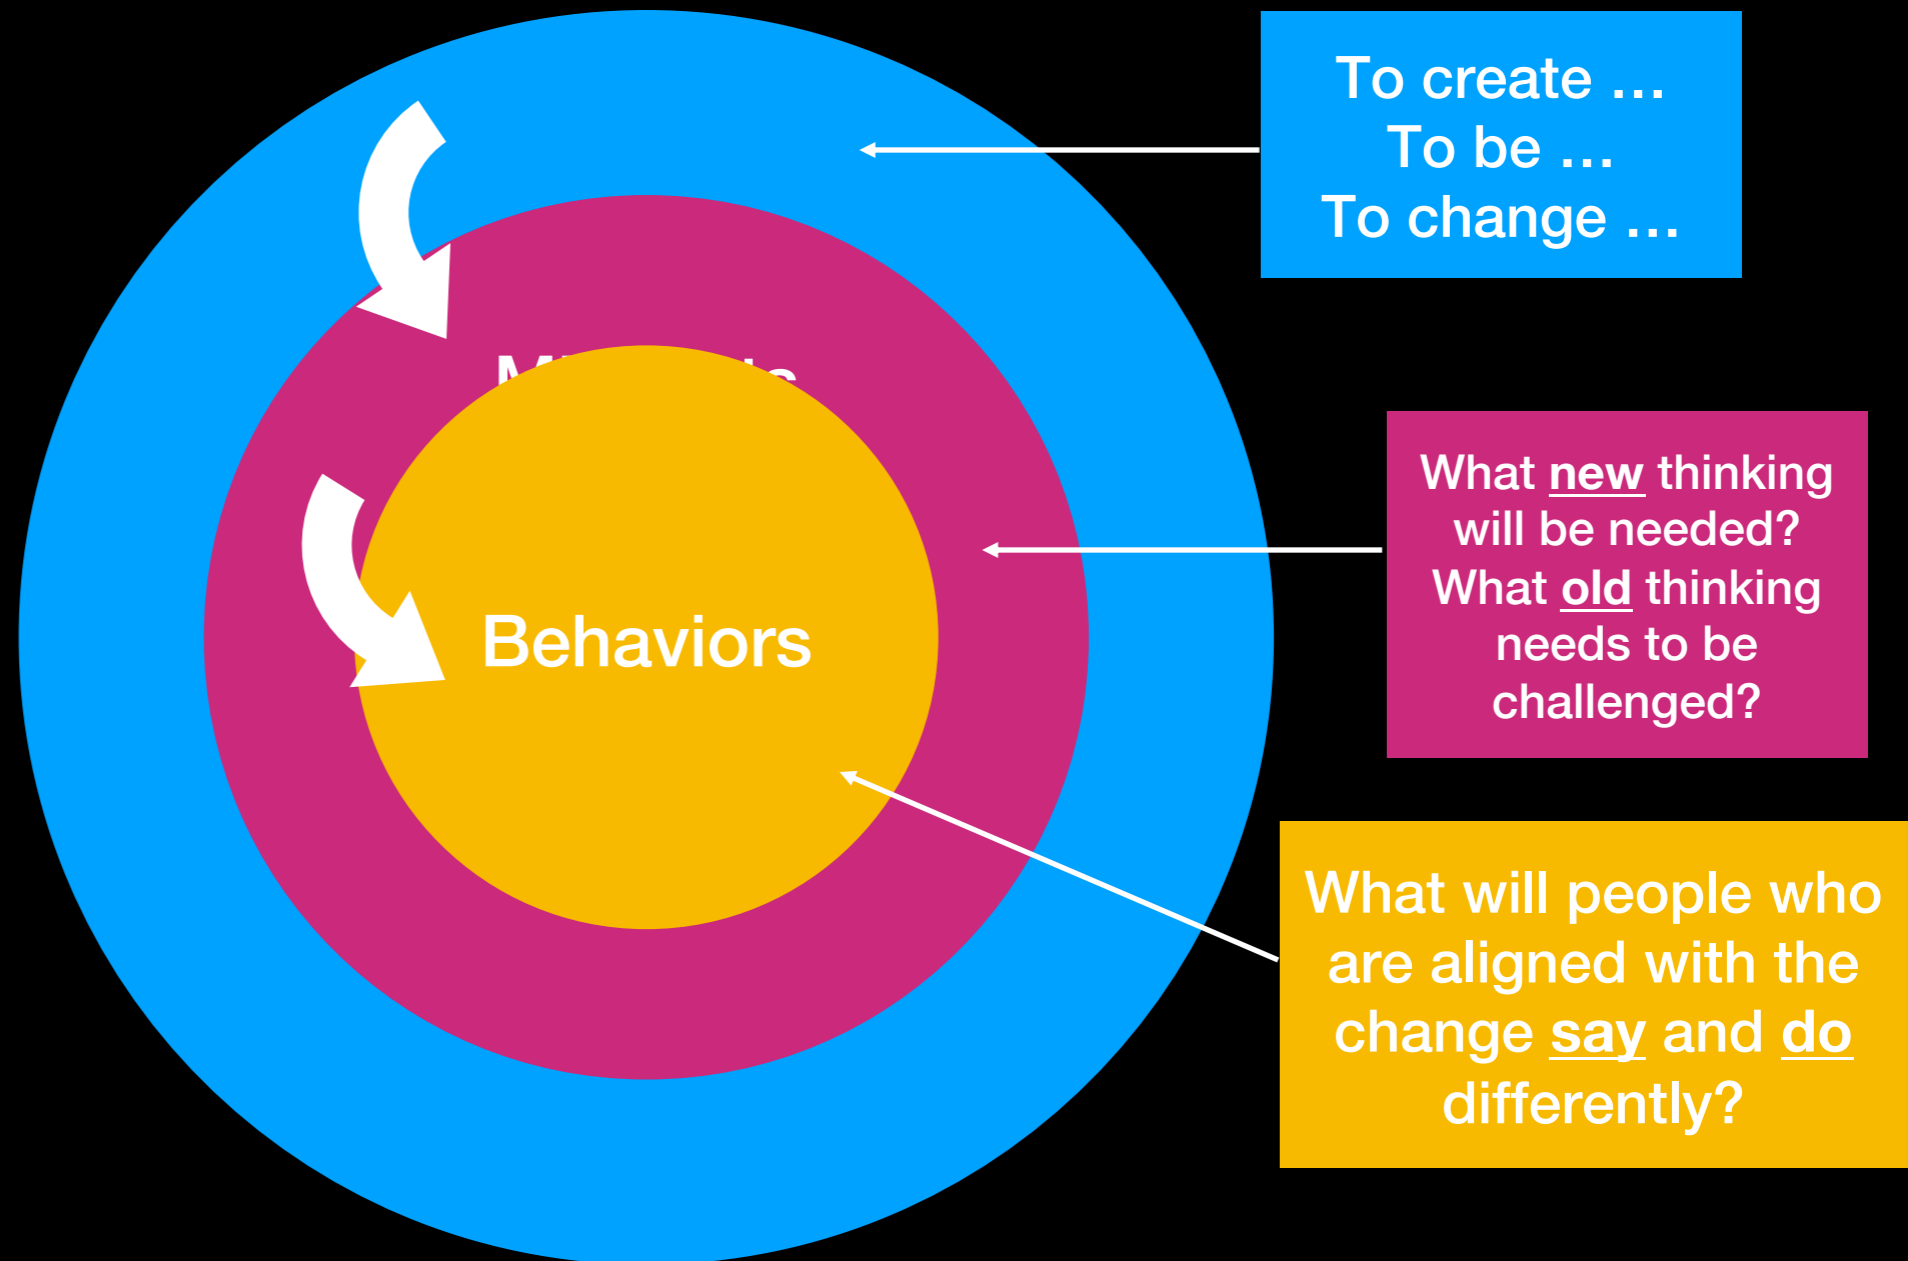 To create …
To be …
To change …
What new thinking
will be needed?
What old thinking
needs to be
challenged?
Behaviors
What will people who
are aligned with the
change say and do
differently?